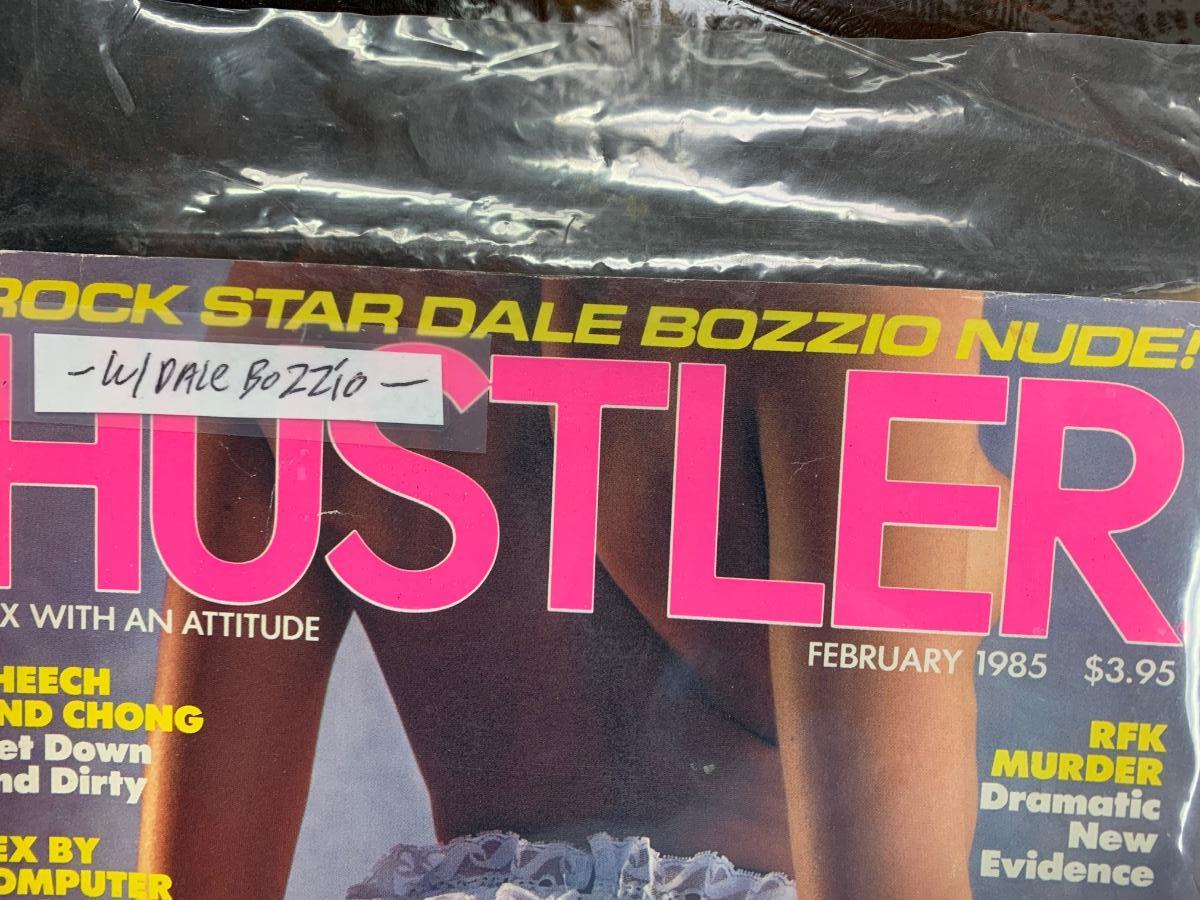 ROCK STAR DALE BOZZIO NUDE!
- W/ DALE BOZZIO -
HUSTLER
X WITH AN ATTITUDE
FEBRUARY 1985 $3.95
HEECH
ND CHONG
et Down
nd Dirty
EX BY
OMPUTER
RFK
MURDER
Dramatic
New
Evidence